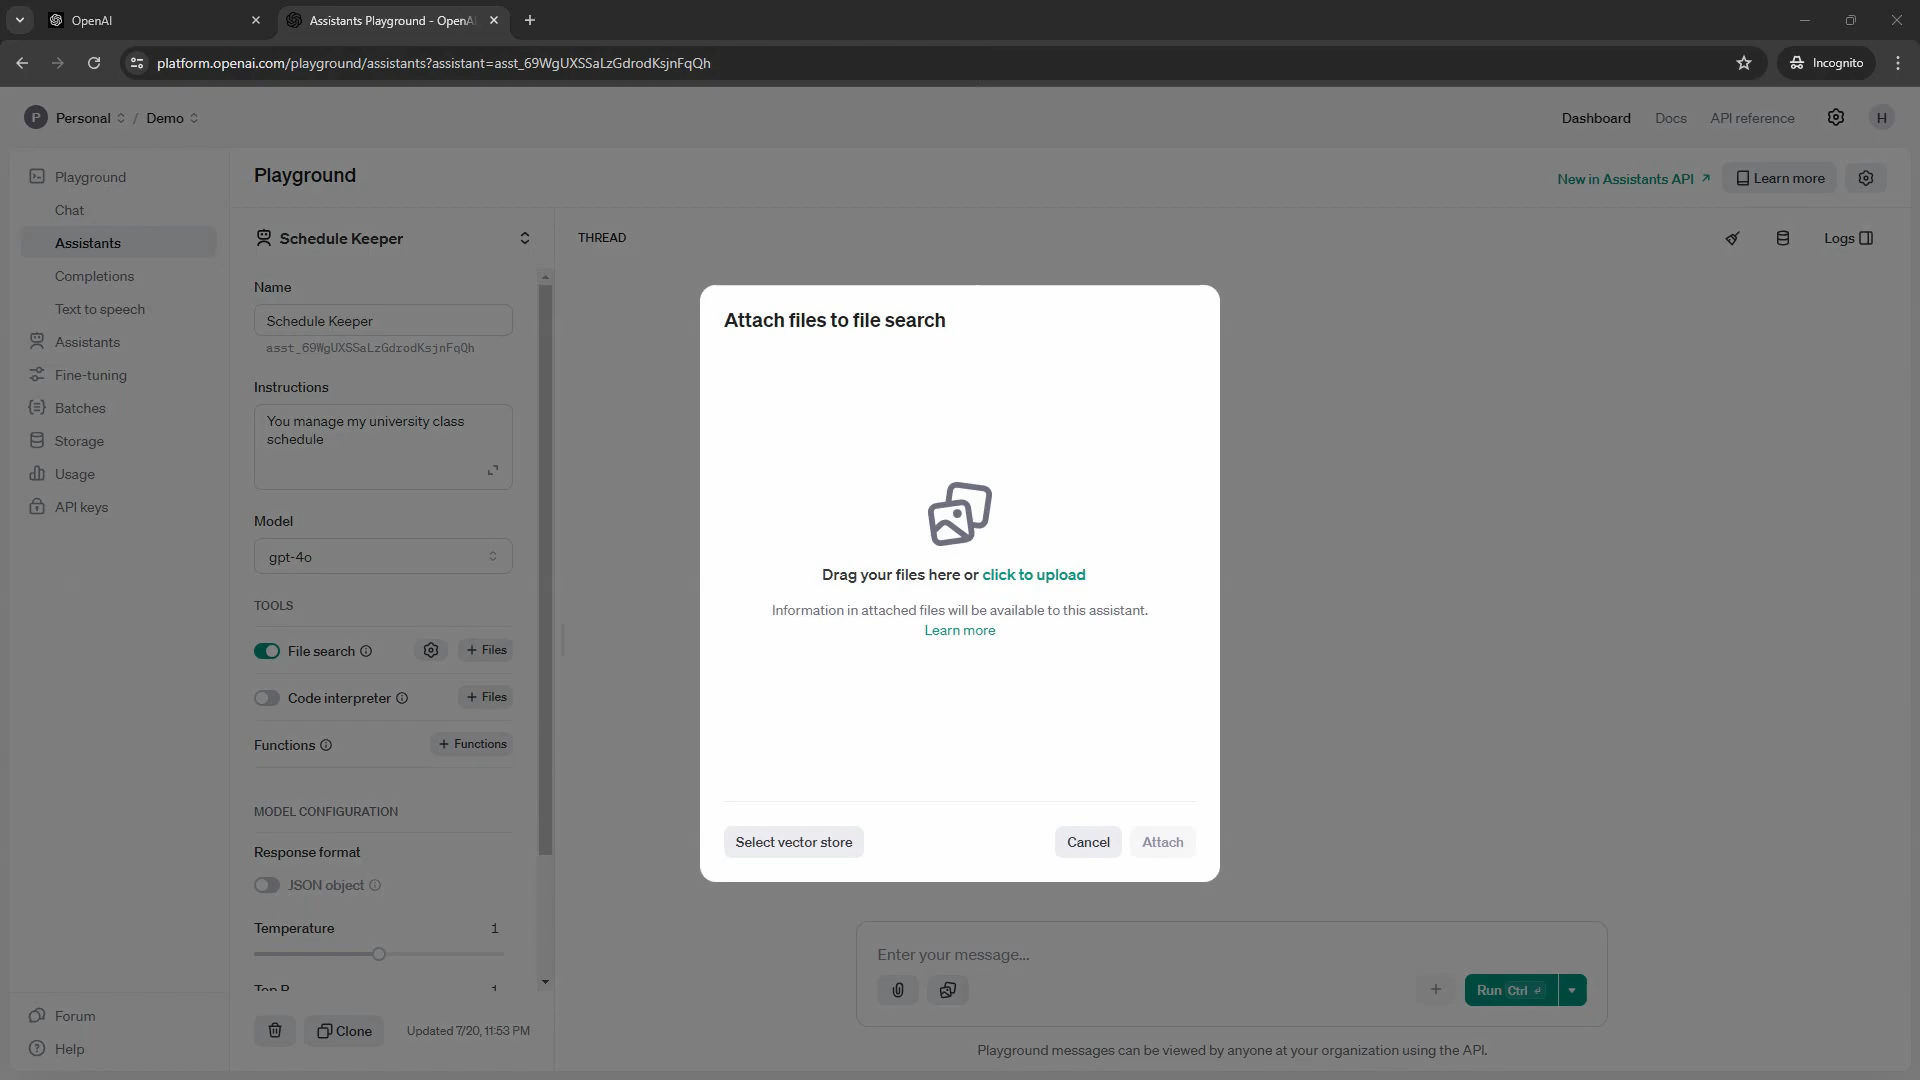 OpenAI
Assistants Playground - OpenAI
platform.openai.com/playground/assistants?assistant=asst_69WgUXSSaLzGdrodKsjnFqQh
Incognito
P Personal / Demo
Dashboard
Docs
API reference
H
Playground
Chat
Assistants
Completions
Text to speech
Assistants
Fine-tuning
Batches
Storage
Usage
API keys
Forum
Help
Playground
New in Assistants API
Learn more
Schedule Keeper
Name
Schedule Keeper
asst_69WgUXSSaLzGdrodKsjnFqQh
Instructions
You manage my university class
schedule
Model
gpt-4o
TOOLS
File search
+ Files
Code interpreter
+ Files
Functions
+ Functions
MODEL CONFIGURATION
Response format
JSON object
Temperature 1
Top P 1
Clone
Updated 7/20, 11:53 PM
THREAD
Logs
Attach files to file search
Drag your files here or click to upload
Information in attached files will be available to this assistant.
Learn more
Select vector store
Cancel
Attach
Enter your message...
Run Ctrl ↵
Playground messages can be viewed by anyone at your organization using the API.